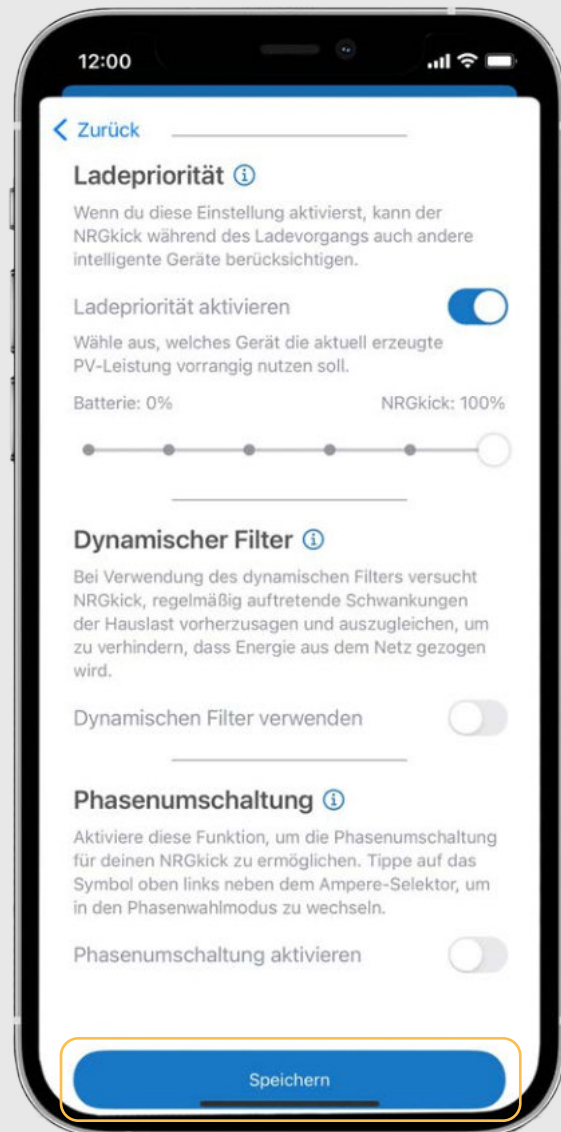 12:00
Zurück
Ladepriorität
Wenn du diese Einstellung aktivierst, kann der
NRGkick während des Ladevorgangs auch andere
intelligente Geräte berücksichtigen.
Ladepriorität aktivieren
Wähle aus, welches Gerät die aktuell erzeugte
PV-Leistung vorrangig nutzen soll.
Batterie: 0% NRGkick: 100%
Dynamischer Filter
Bei Verwendung des dynamischen Filters versucht
NRGkick, regelmäßig auftretende Schwankungen
der Hauslast vorherzusagen und auszugleichen, um
zu verhindern, dass Energie aus dem Netz gezogen
wird.
Dynamischen Filter verwenden
Phasenumschaltung
Aktiviere diese Funktion, um die Phasenumschaltung
für deinen NRGkick zu ermöglichen. Tippe auf das
Symbol oben links neben dem Ampere-Selektor, um
in den Phasenwahlmodus zu wechseln.
Phasenumschaltung aktivieren
Speichern